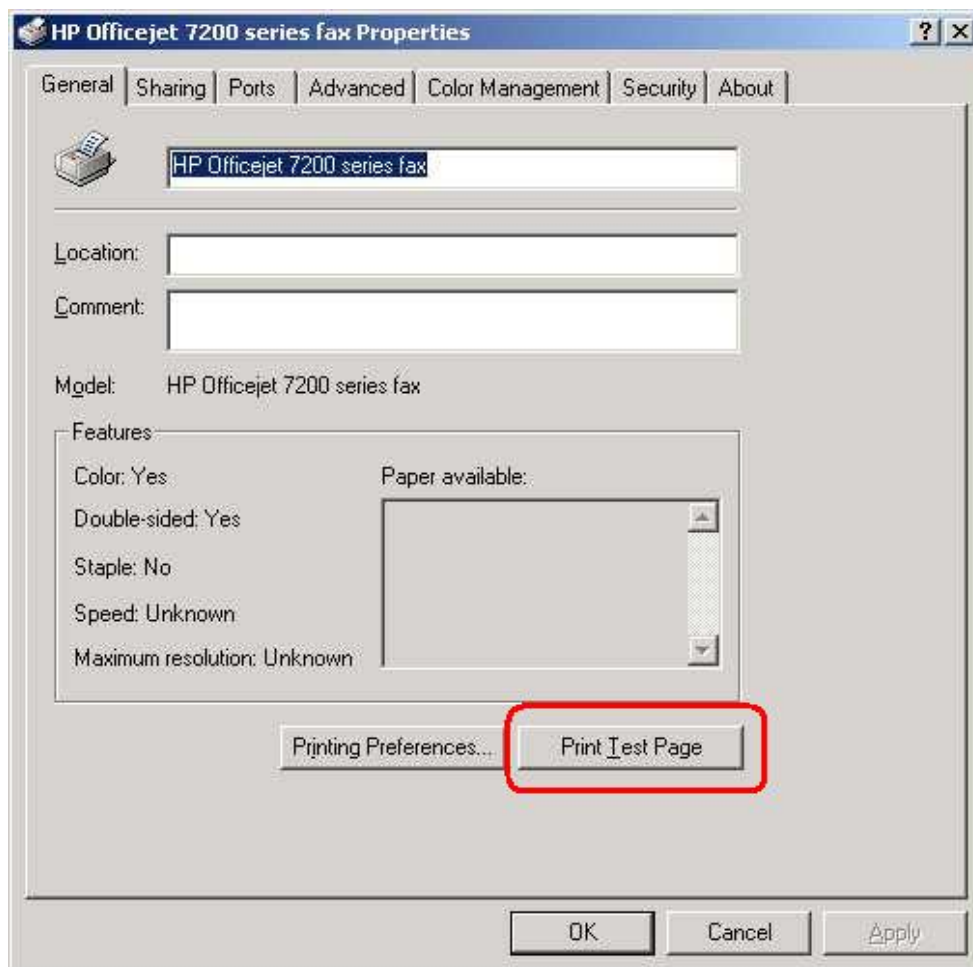 HP Officejet 7200 series fax Properties
General Sharing Ports Advanced Color Management Security About
HP Officejet 7200 series fax
Location:
Comment:
Model: HP Officejet 7200 series fax
Features
Color: Yes Paper available:
Double-sided: Yes
Staple: No
Speed: Unknown
Maximum resolution: Unknown
Printing Preferences... Print Test Page
OK Cancel Apply